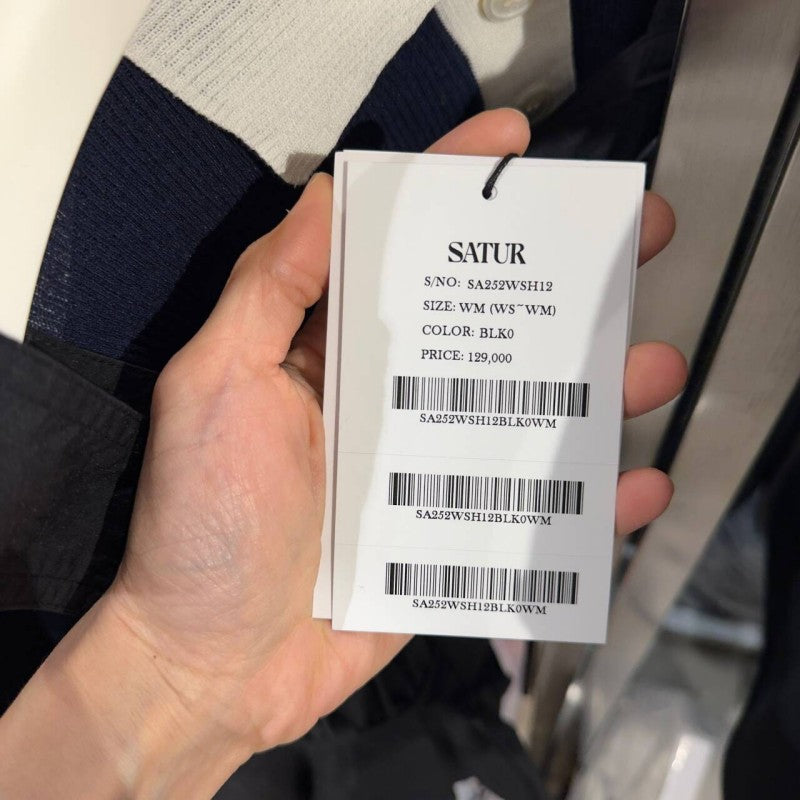 SATUR
S/NO: SA252WSH12
SIZE: WM (WS~WM)
COLOR: BLK0
PRICE: 129,000
SA252WSH12BLK0WM
SA252WSH12BLK0WM
SA252WSH12BLK0WM